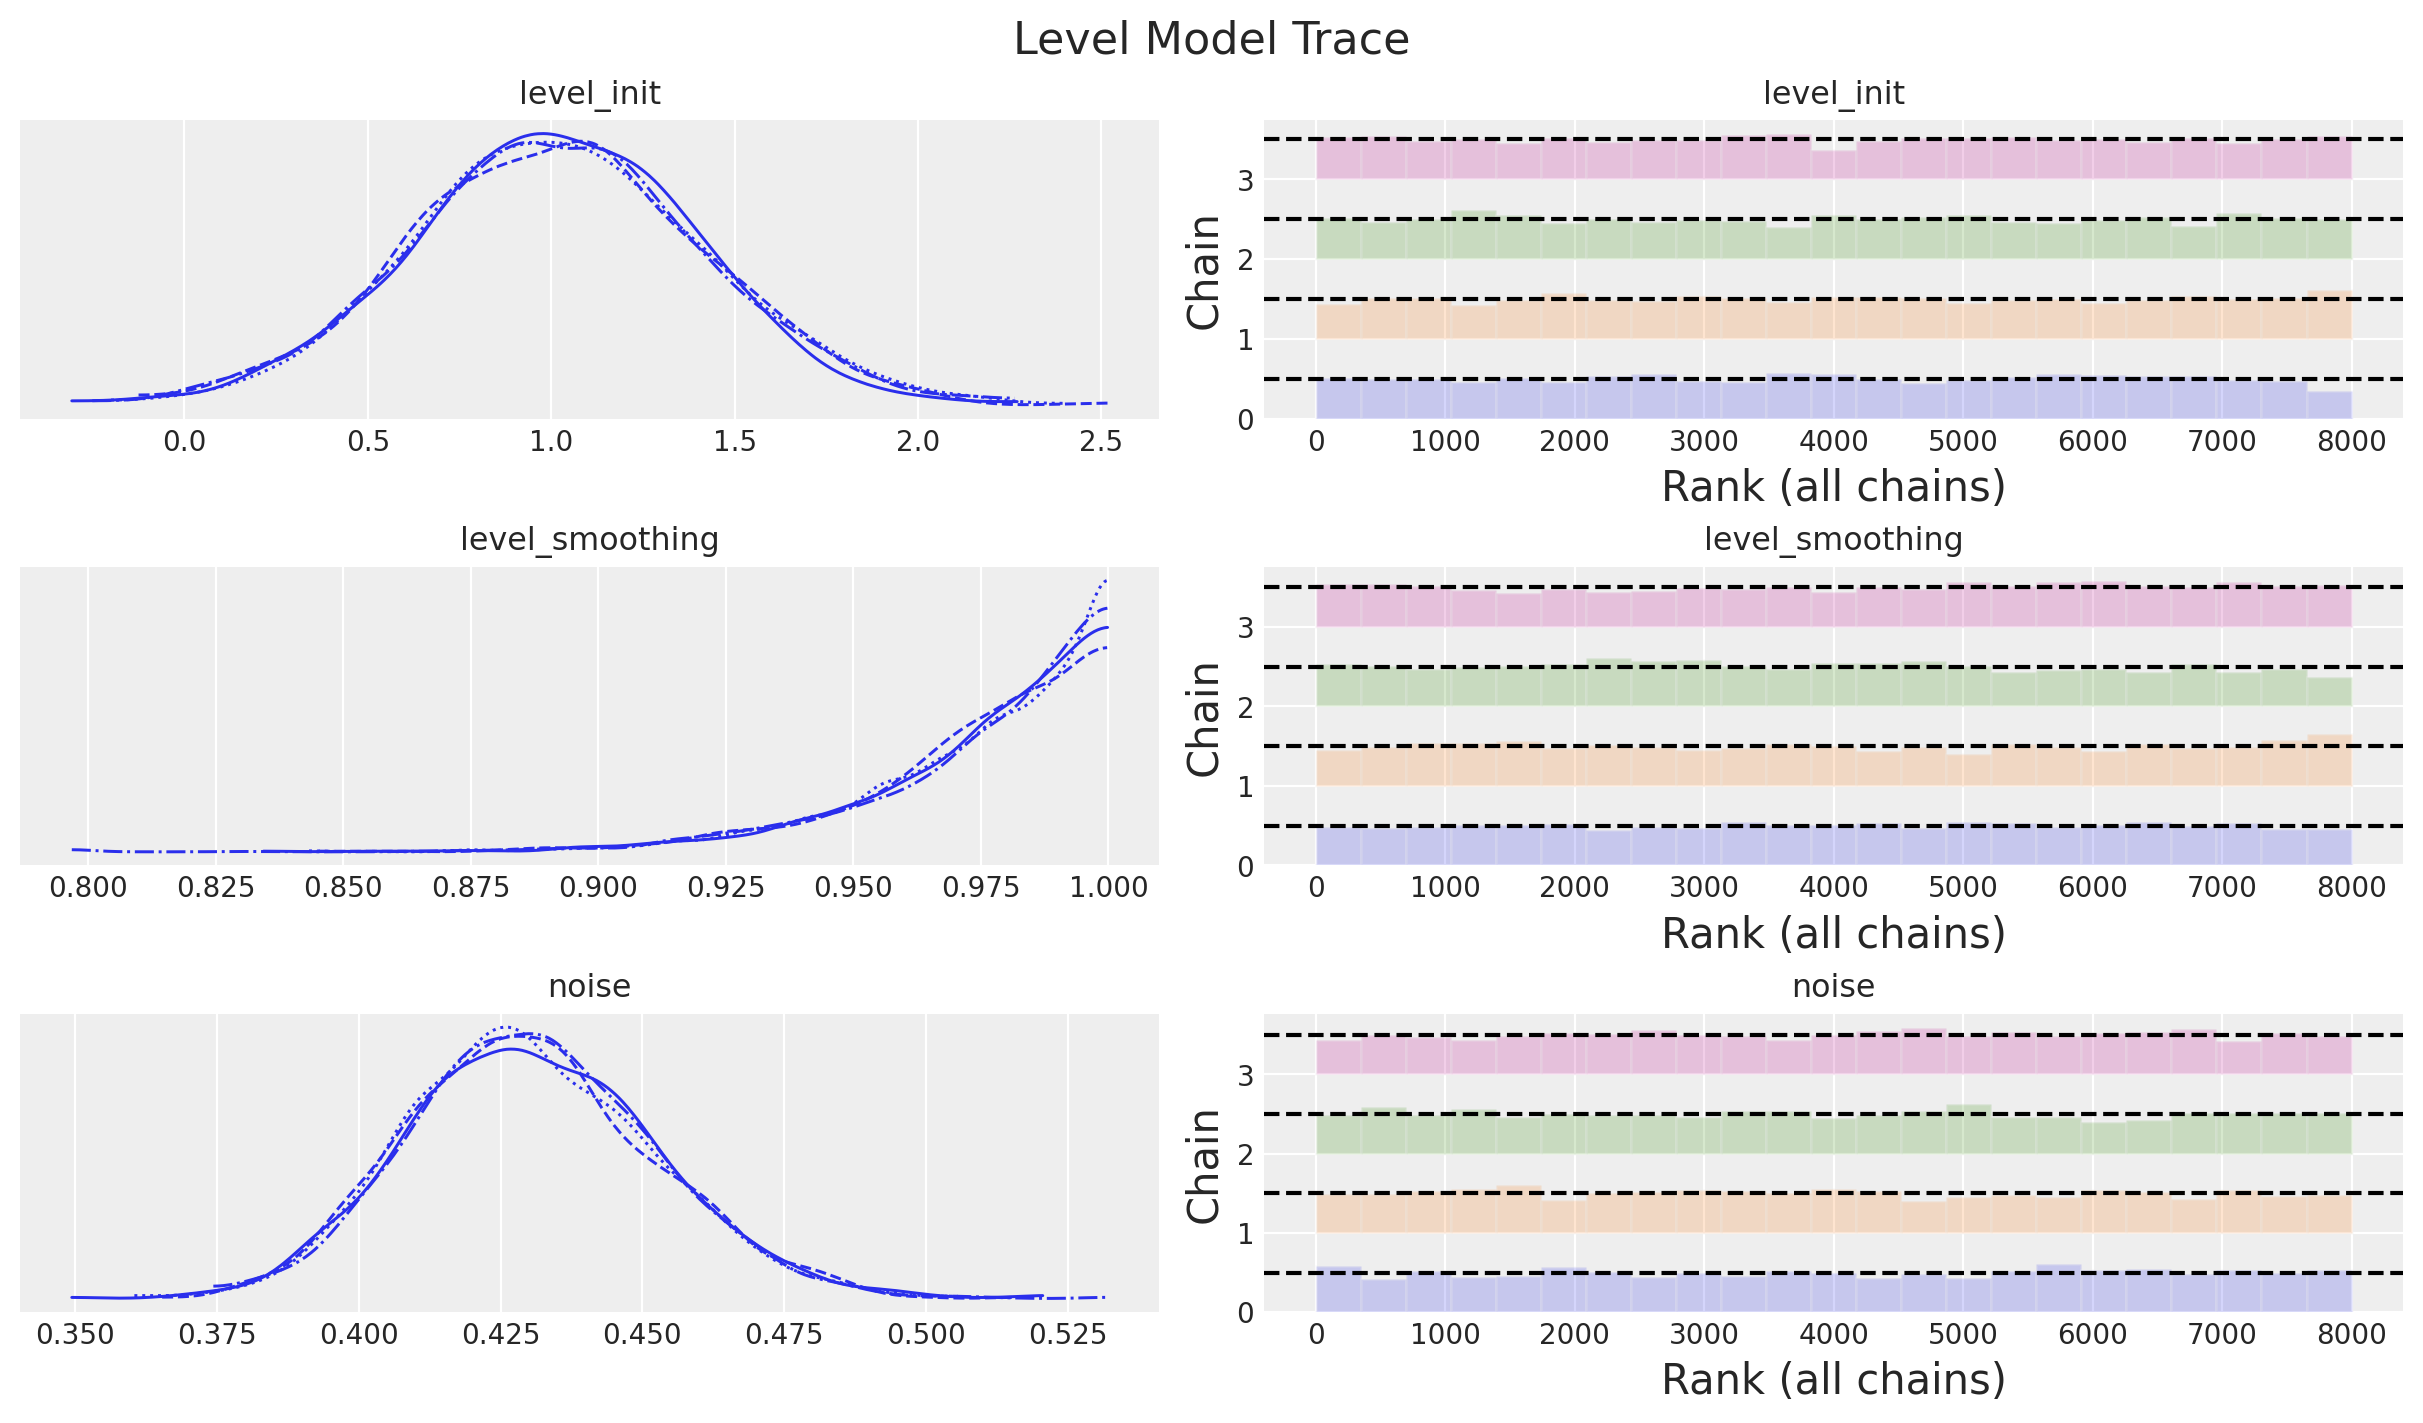 Level Model Trace
level_init
0.0 0.5 1.0 1.5 2.0 2.5
level_init
Chain
3
2
1
0
0 1000 2000 3000 4000 5000 6000 7000 8000
Rank (all chains)
level_smoothing
0.800 0.825 0.850 0.875 0.900 0.925 0.950 0.975 1.000
level_smoothing
Chain
3
2
1
0
0 1000 2000 3000 4000 5000 6000 7000 8000
Rank (all chains)
noise
0.350 0.375 0.400 0.425 0.450 0.475 0.500 0.525
noise
Chain
3
2
1
0
0 1000 2000 3000 4000 5000 6000 7000 8000
Rank (all chains)